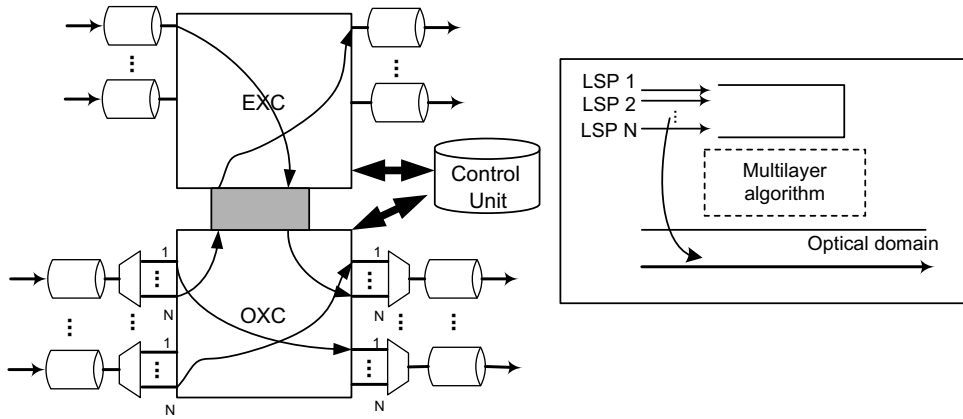 EXC
Control
Unit
1
N
OXC
1
N
1
N
1
N
LSP 1
LSP 2
LSP N
Multilayer
algorithm
Optical domain